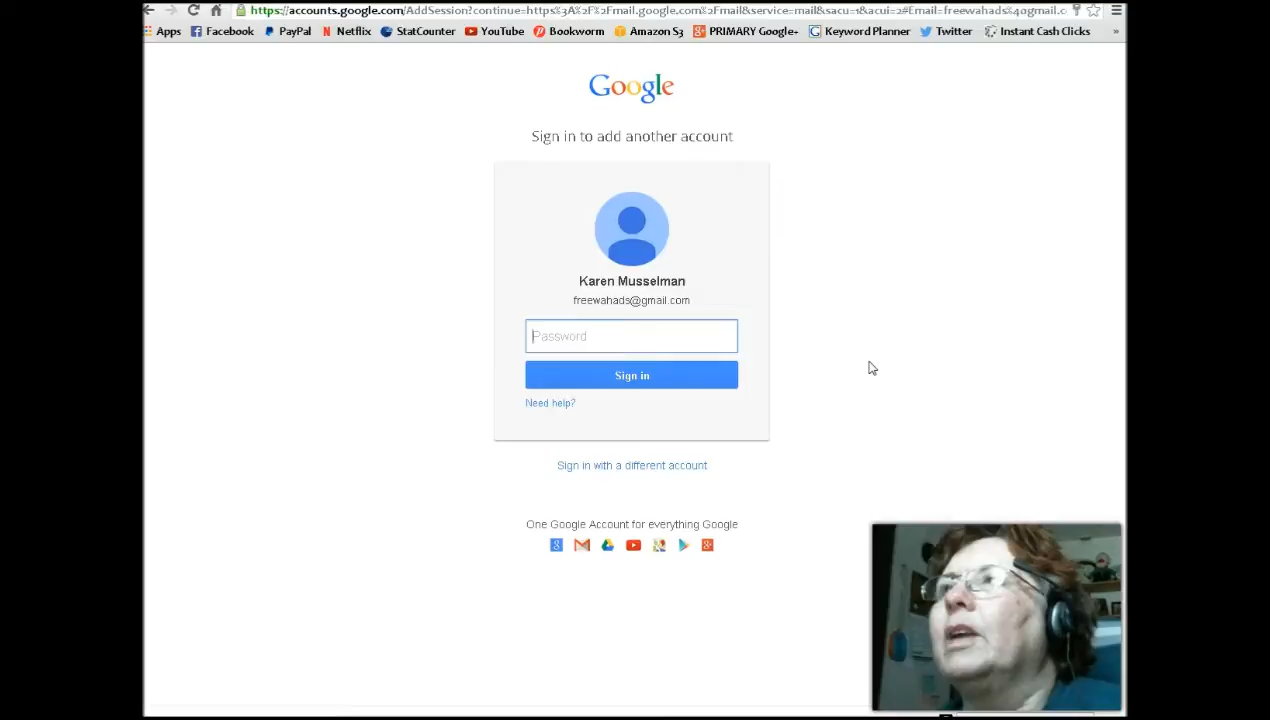 https://accounts.google.com/AddSession?continue=https%3A%2F%2Fmail.google.com%2Fmail&service=mail&sacu=1&acui=2#Email=freewahads%40gmail.c
Apps Facebook PayPal Netflix StatCounter YouTube Bookworm Amazon S3 PRIMARY Google+ Keyword Planner Twitter Instant Cash Clicks »
Google
Sign in to add another account
Karen Musselman
freewahads@gmail.com
Password
Sign in
Need help?
Sign in with a different account
One Google Account for everything Google